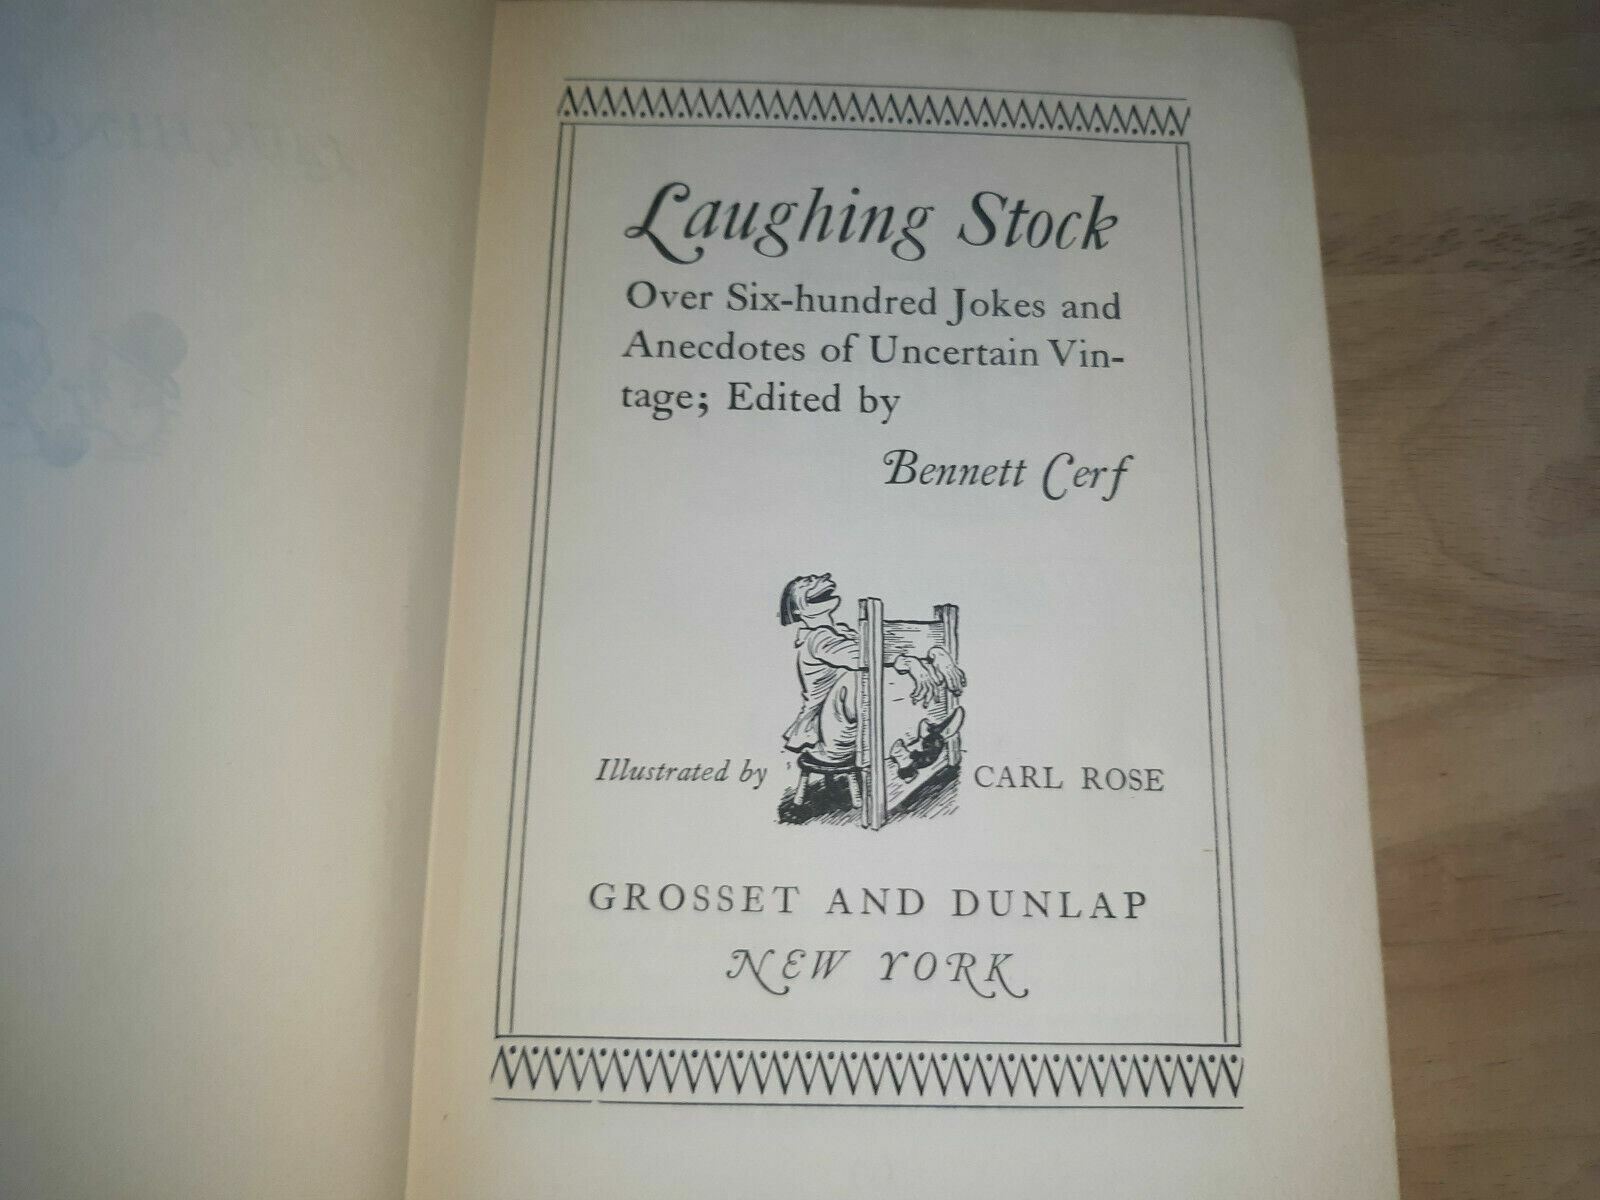 Laughing Stock
Over Six-hundred Jokes and
Anecdotes of Uncertain Vin-
tage; Edited by
Bennett Cerf
Illustrated by CARL ROSE
GROSSET AND DUNLAP
NEW YORK